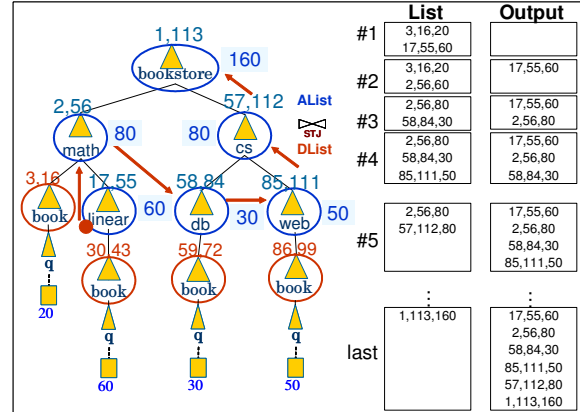 List Output
1,113
bookstore
160
2,56
math
80
57,112
cs
80
AList
STJ
DList
3,16
book
q
20
17,55
linear
60
30,43
book
q
60
58,84
db
30
59,72
book
q
30
85,111
web
50
86,99
book
q
50
#1
3,16,20
17,55,60
#2
3,16,20 17,55,60
2,56,60
#3
2,56,80 17,55,60
58,84,30 2,56,80
#4
2,56,80 17,55,60
58,84,30 2,56,80
85,111,50 58,84,30
#5
2,56,80 17,55,60
57,112,80 2,56,80
58,84,30
85,111,50
⋮ ⋮
last
1,113,160 17,55,60
2,56,80
58,84,30
85,111,50
57,112,80
1,113,160